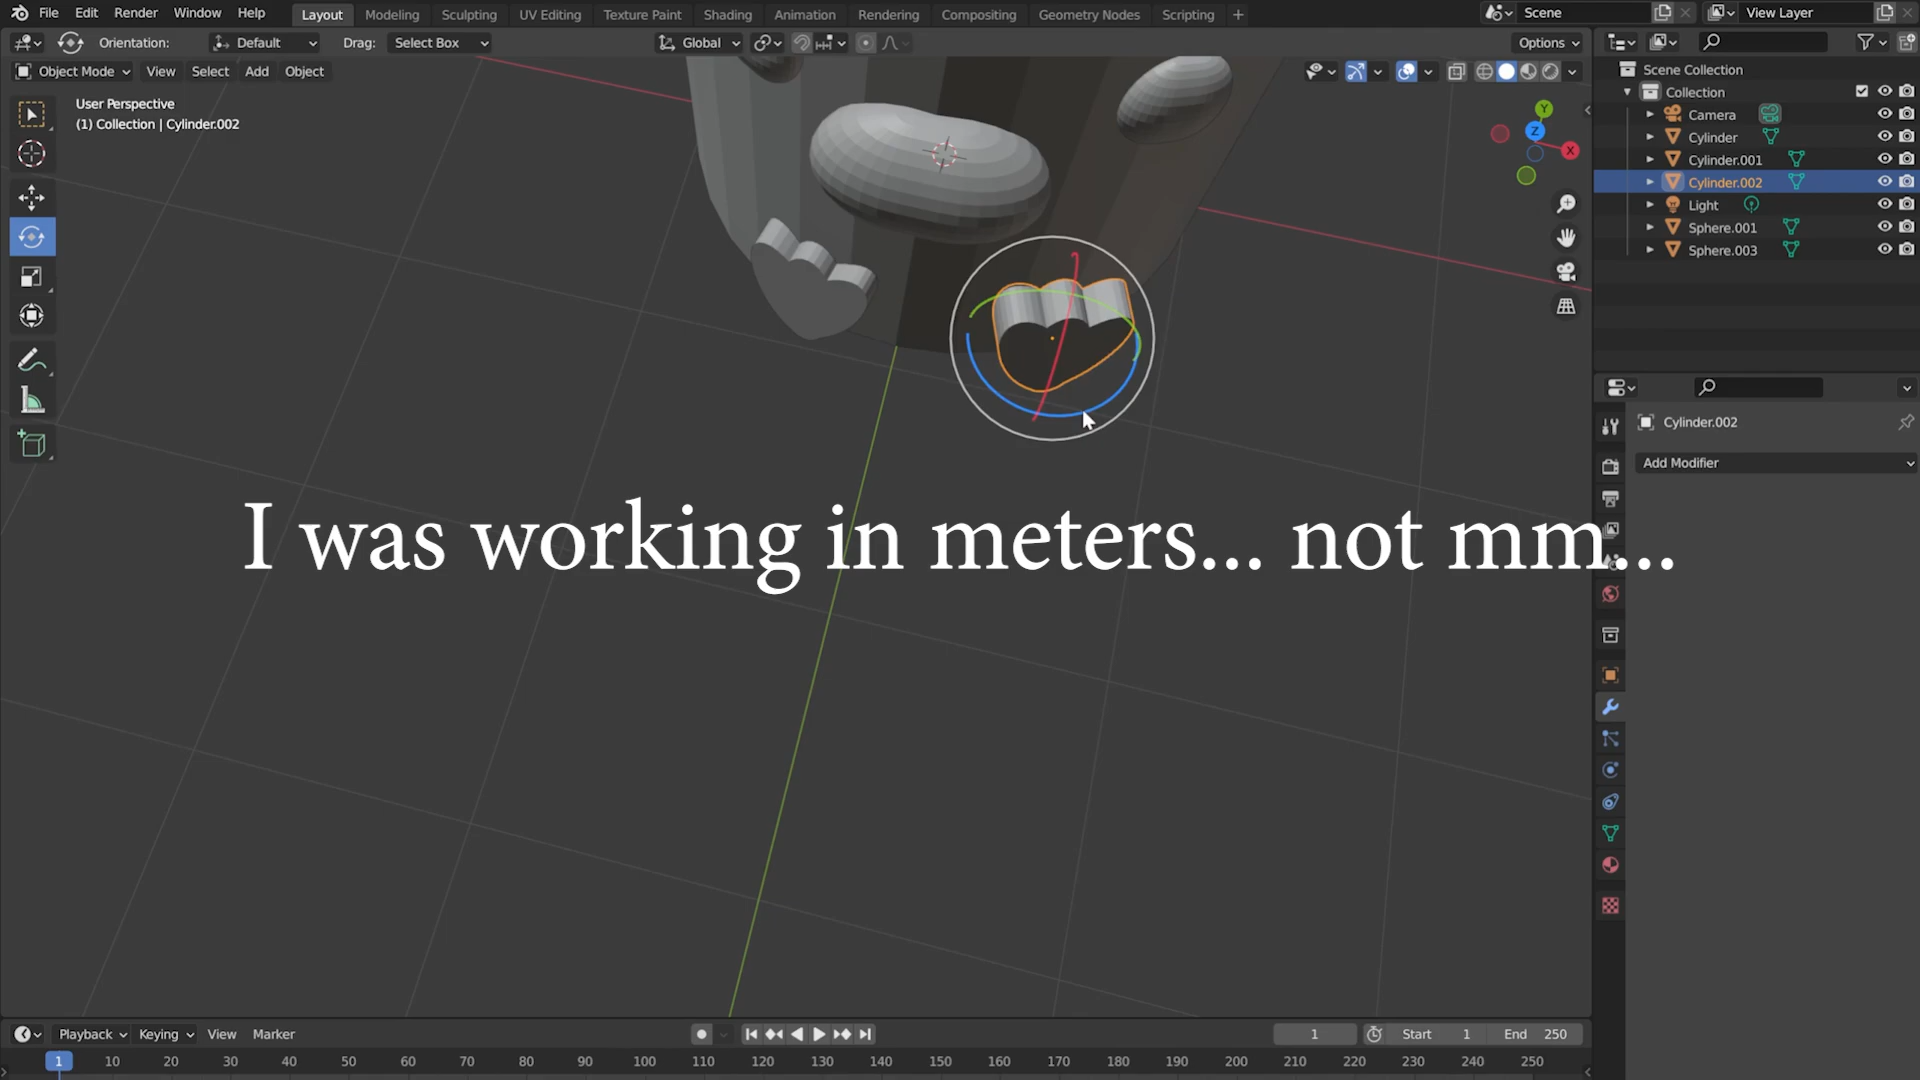 File Edit Render Window Help Layout Modeling Sculpting UV Editing Texture Paint Shading Animation Rendering Compositing Geometry Nodes Scripting + Scene View Layer
Orientation: Default Drag: Select Box Global Options
Object Mode View Select Add Object
User Perspective
(1) Collection | Cylinder.002
Y
Z
X
Scene Collection
Collection
Camera
Cylinder
Cylinder.001
Cylinder.002
Light
Sphere.001
Sphere.003
Cylinder.002
Add Modifier
I was working in meters... not mm...
Playback Keying View Marker 1 Start 1 End 250
1 10 20 30 40 50 60 70 80 90 100 110 120 130 140 150 160 170 180 190 200 210 220 230 240 250